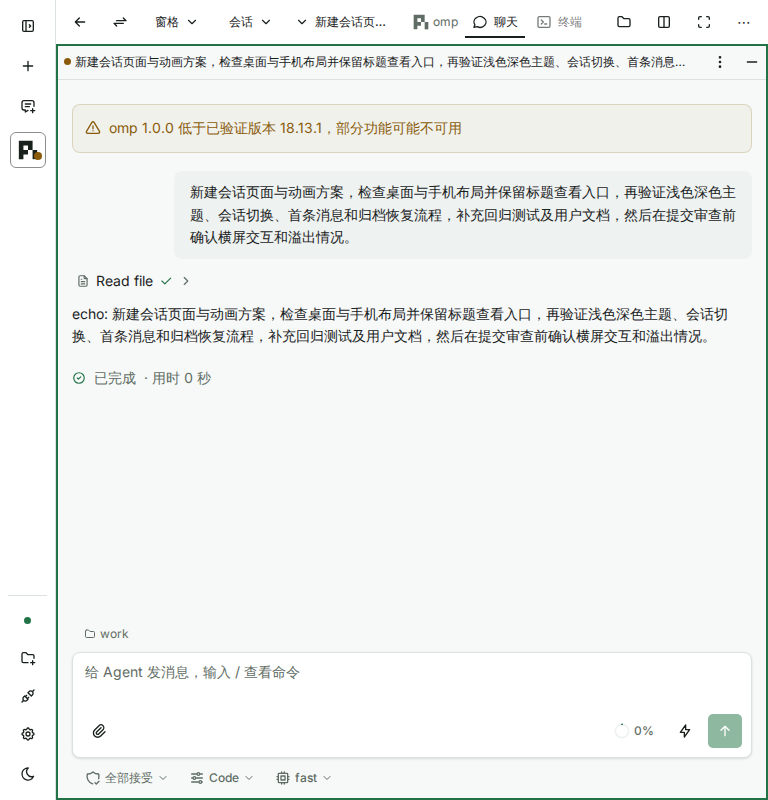 窗格 会话 新建会话页... omp 聊天 终端
新建会话页面与动画方案，检查桌面与手机布局并保留标题查看入口，再验证浅色深色主题、会话切换、首条消息...
omp 1.0.0 低于已验证版本 18.13.1，部分功能可能不可用
新建会话页面与动画方案，检查桌面与手机布局并保留标题查看入口，再验证浅色深色主
题、会话切换、首条消息和归档恢复流程，补充回归测试及用户文档，然后在提交审查前
确认横屏交互和溢出情况。
Read file
echo: 新建会话页面与动画方案，检查桌面与手机布局并保留标题查看入口，再验证浅色深色主题、会话切
换、首条消息和归档恢复流程，补充回归测试及用户文档，然后在提交审查前确认横屏交互和溢出情况。
已完成 · 用时 0 秒
work
给 Agent 发消息，输入 / 查看命令
0%
全部接受 Code fast